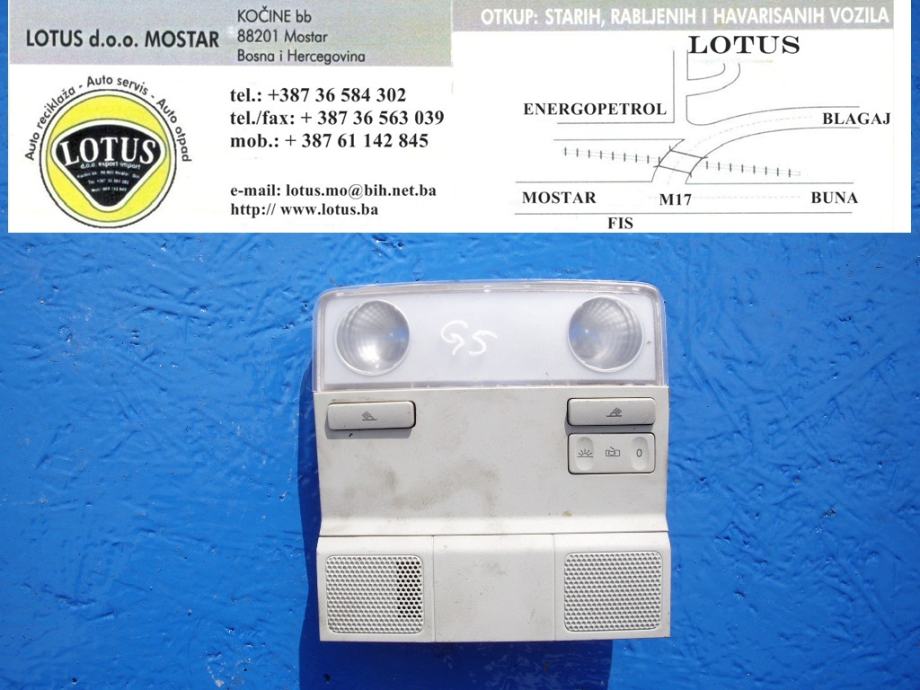 LOTUS d.o.o. MOSTAR
KOČINE bb
88201 Mostar
Bosna i Hercegovina
Auto reciklaža - Auto servis - Auto otpad
LOTUS
d.o.o. export-import
tel.: +387 36 584 302
tel./fax: + 387 36 563 039
mob.: + 387 61 142 845
e-mail: lotus.mo@bih.net.ba
http:// www.lotus.ba
OTKUP: STARIH, RABLJENIH I HAVARISANIH VOZILA
LOTUS
ENERGOPETROL
BLAGAJ
MOSTAR
M17
BUNA
FIS
G5
0